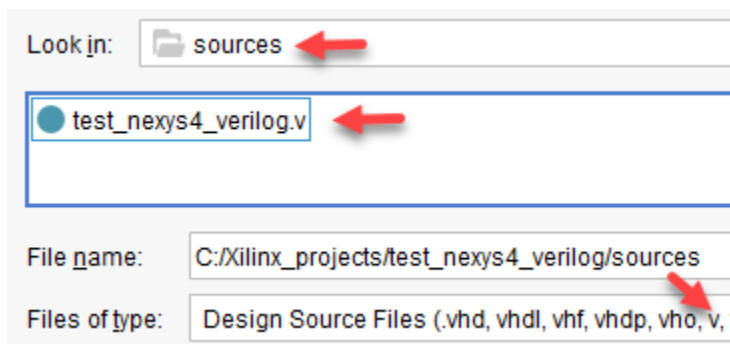 Look in: sources
test_nexys4_verilog.v
File name: C:/Xilinx_projects/test_nexys4_verilog/sources
Files of type: Design Source Files (.vhd, vhdl, vhf, vhdp, vho, v,